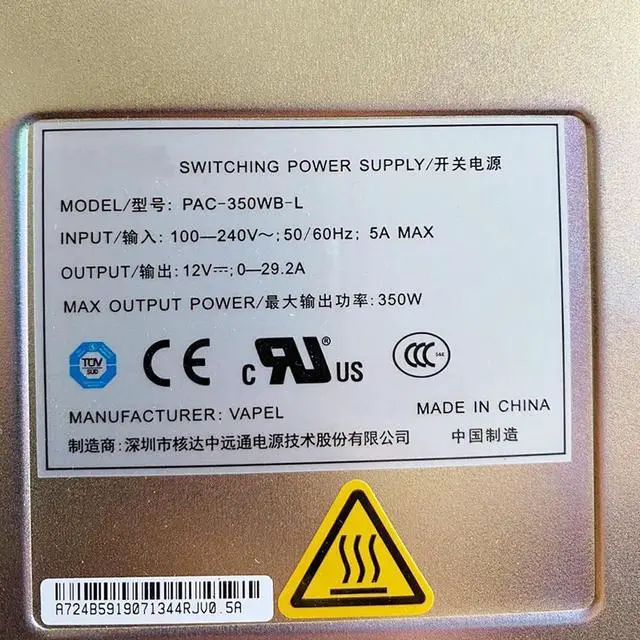 SWITCHING POWER SUPPLY/开关电源
MODEL/型号: PAC-350WB-L
INPUT/输入: 100—240V~;50/60Hz; 5A MAX
OUTPUT/输出:12V⎓;0—29.2A
MAX OUTPUT POWER/最大输出功率:350W
TÜV
SUD
CE
c RU® US
CCC S&E
MANUFACTURER: VAPEL
MADE IN CHINA
制造商:深圳市核达中远通电源技术股份有限公司
中国制造
A724B5919071344RJV0.5A